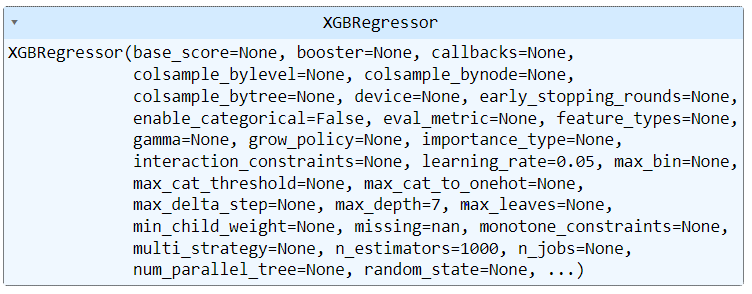 XGBRegressor
XGBRegressor(base_score=None, booster=None, callbacks=None,
colsample_bylevel=None, colsample_bynode=None,
colsample_bytree=None, device=None, early_stopping_rounds=None,
enable_categorical=False, eval_metric=None, feature_types=None,
gamma=None, grow_policy=None, importance_type=None,
interaction_constraints=None, learning_rate=0.05, max_bin=None,
max_cat_threshold=None, max_cat_to_onehot=None,
max_delta_step=None, max_depth=7, max_leaves=None,
min_child_weight=None, missing=nan, monotone_constraints=None,
multi_strategy=None, n_estimators=1000, n_jobs=None,
num_parallel_tree=None, random_state=None, ...)